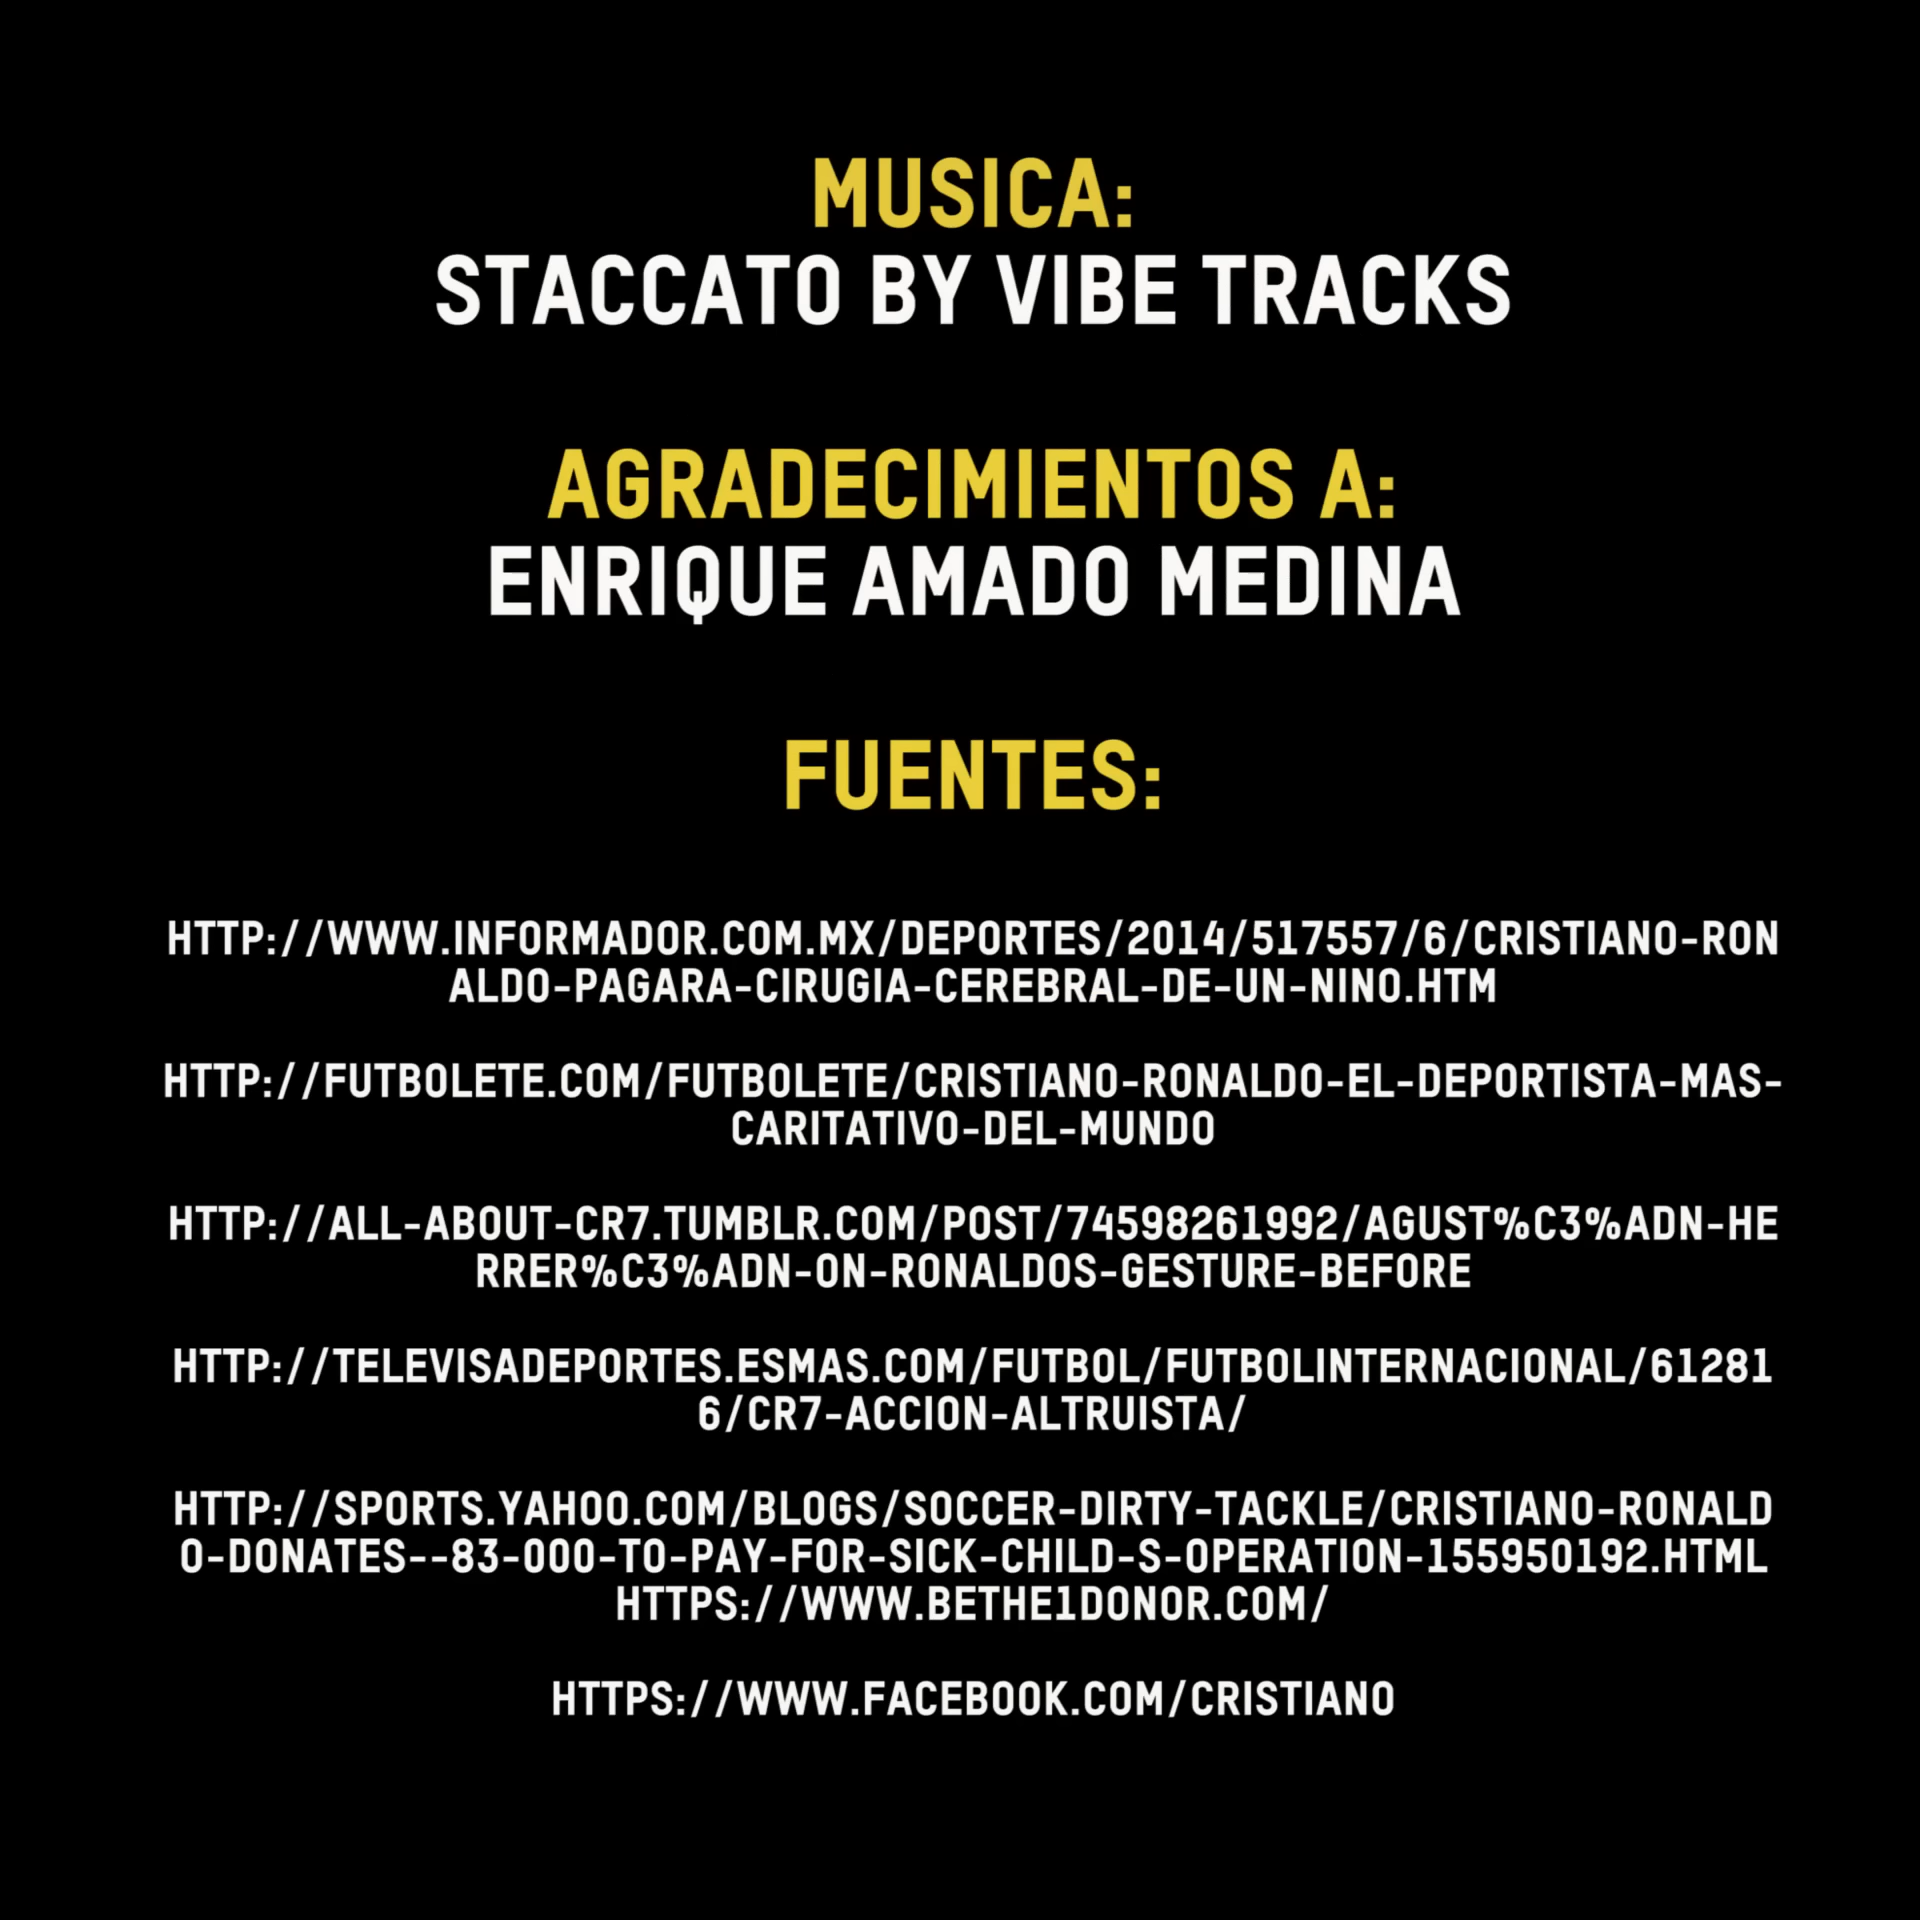 MUSICA:
STACCATO BY VIBE TRACKS
AGRADECIMIENTOS A:
ENRIQUE AMADO MEDINA
FUENTES:
HTTP://WWW.INFORMADOR.COM.MX/DEPORTES/2014/517557/6/CRISTIANO-RON
ALDO-PAGARA-CIRUGIA-CEREBRAL-DE-UN-NINO.HTM
HTTP://FUTBOLETE.COM/FUTBOLETE/CRISTIANO-RONALDO-EL-DEPORTISTA-MAS-
CARITATIVO-DEL-MUNDO
HTTP://ALL-ABOUT-CR7.TUMBLR.COM/POST/74598261992/AGUST%C3%ADN-HE
RRER%C3%ADN-ON-RONALDOS-GESTURE-BEFORE
HTTP://TELEVISADEPORTES.ESMAS.COM/FUTBOL/FUTBOLINTERNACIONAL/61281
6/CR7-ACCION-ALTRUISTA/
HTTP://SPORTS.YAHOO.COM/BLOGS/SOCCER-DIRTY-TACKLE/CRISTIANO-RONALD
O-DONATES--83-000-TO-PAY-FOR-SICK-CHILD-S-OPERATION-155950192.HTML
HTTPS://WWW.BETHE1DONOR.COM/
HTTPS://WWW.FACEBOOK.COM/CRISTIANO